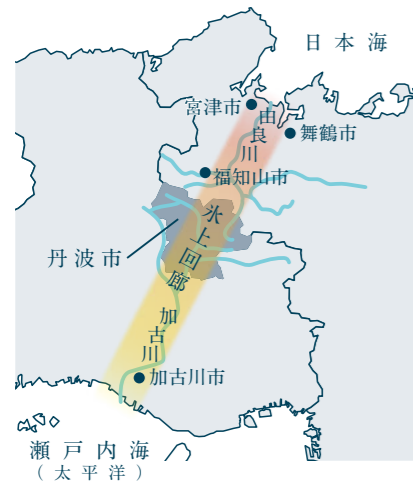 日本海
宮津市
由良川
舞鶴市
福知山市
氷上回廊
丹波市
加古川
加古川市
瀬戸内海
（太平洋）